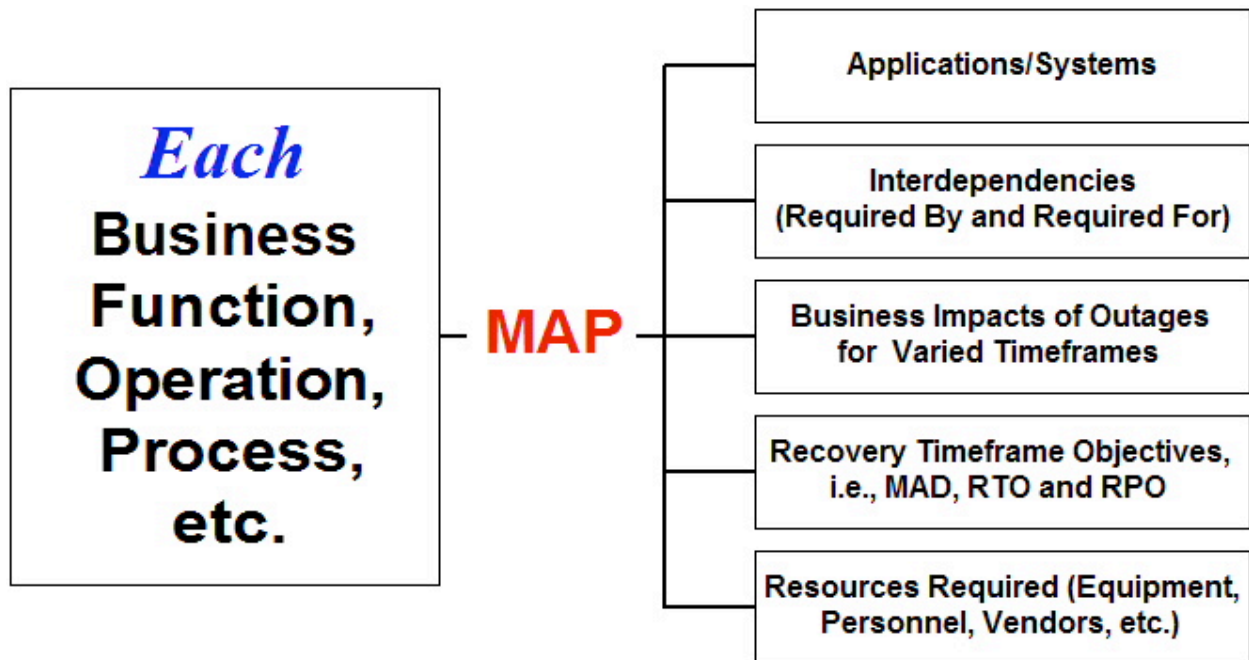 Each
Business
Function,
Operation,
Process,
etc.
MAP
Applications/Systems
Interdependencies
(Required By and Required For)
Business Impacts of Outages
for Varied Timeframes
Recovery Timeframe Objectives,
i.e., MAD, RTO and RPO
Resources Required (Equipment,
Personnel, Vendors, etc.)